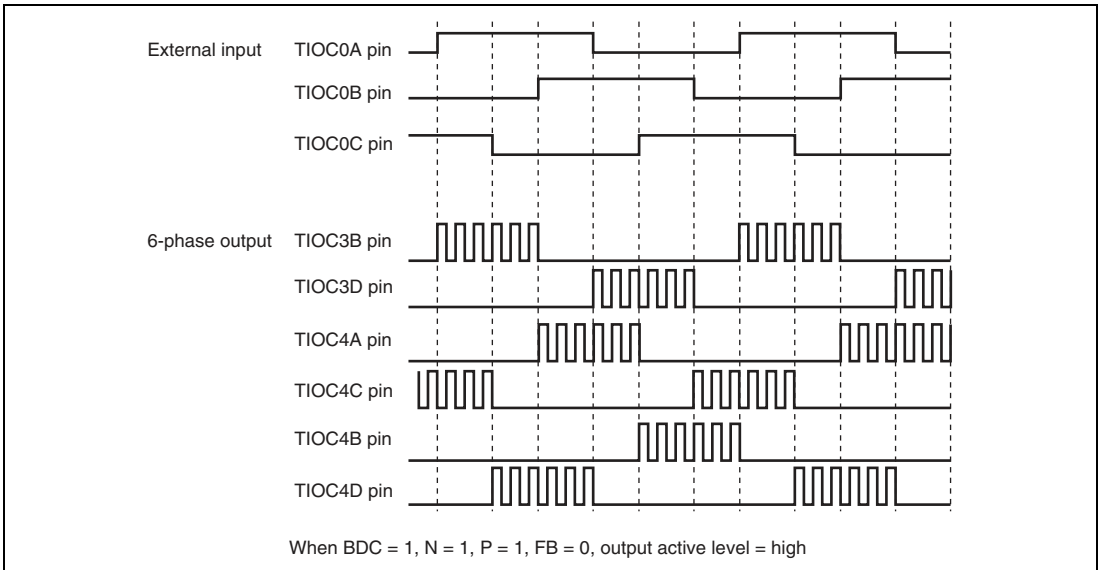 External input TIOC0A pin
TIOC0B pin
TIOC0C pin
6-phase output TIOC3B pin
TIOC3D pin
TIOC4A pin
TIOC4C pin
TIOC4B pin
TIOC4D pin
When BDC = 1, N = 1, P = 1, FB = 0, output active level = high